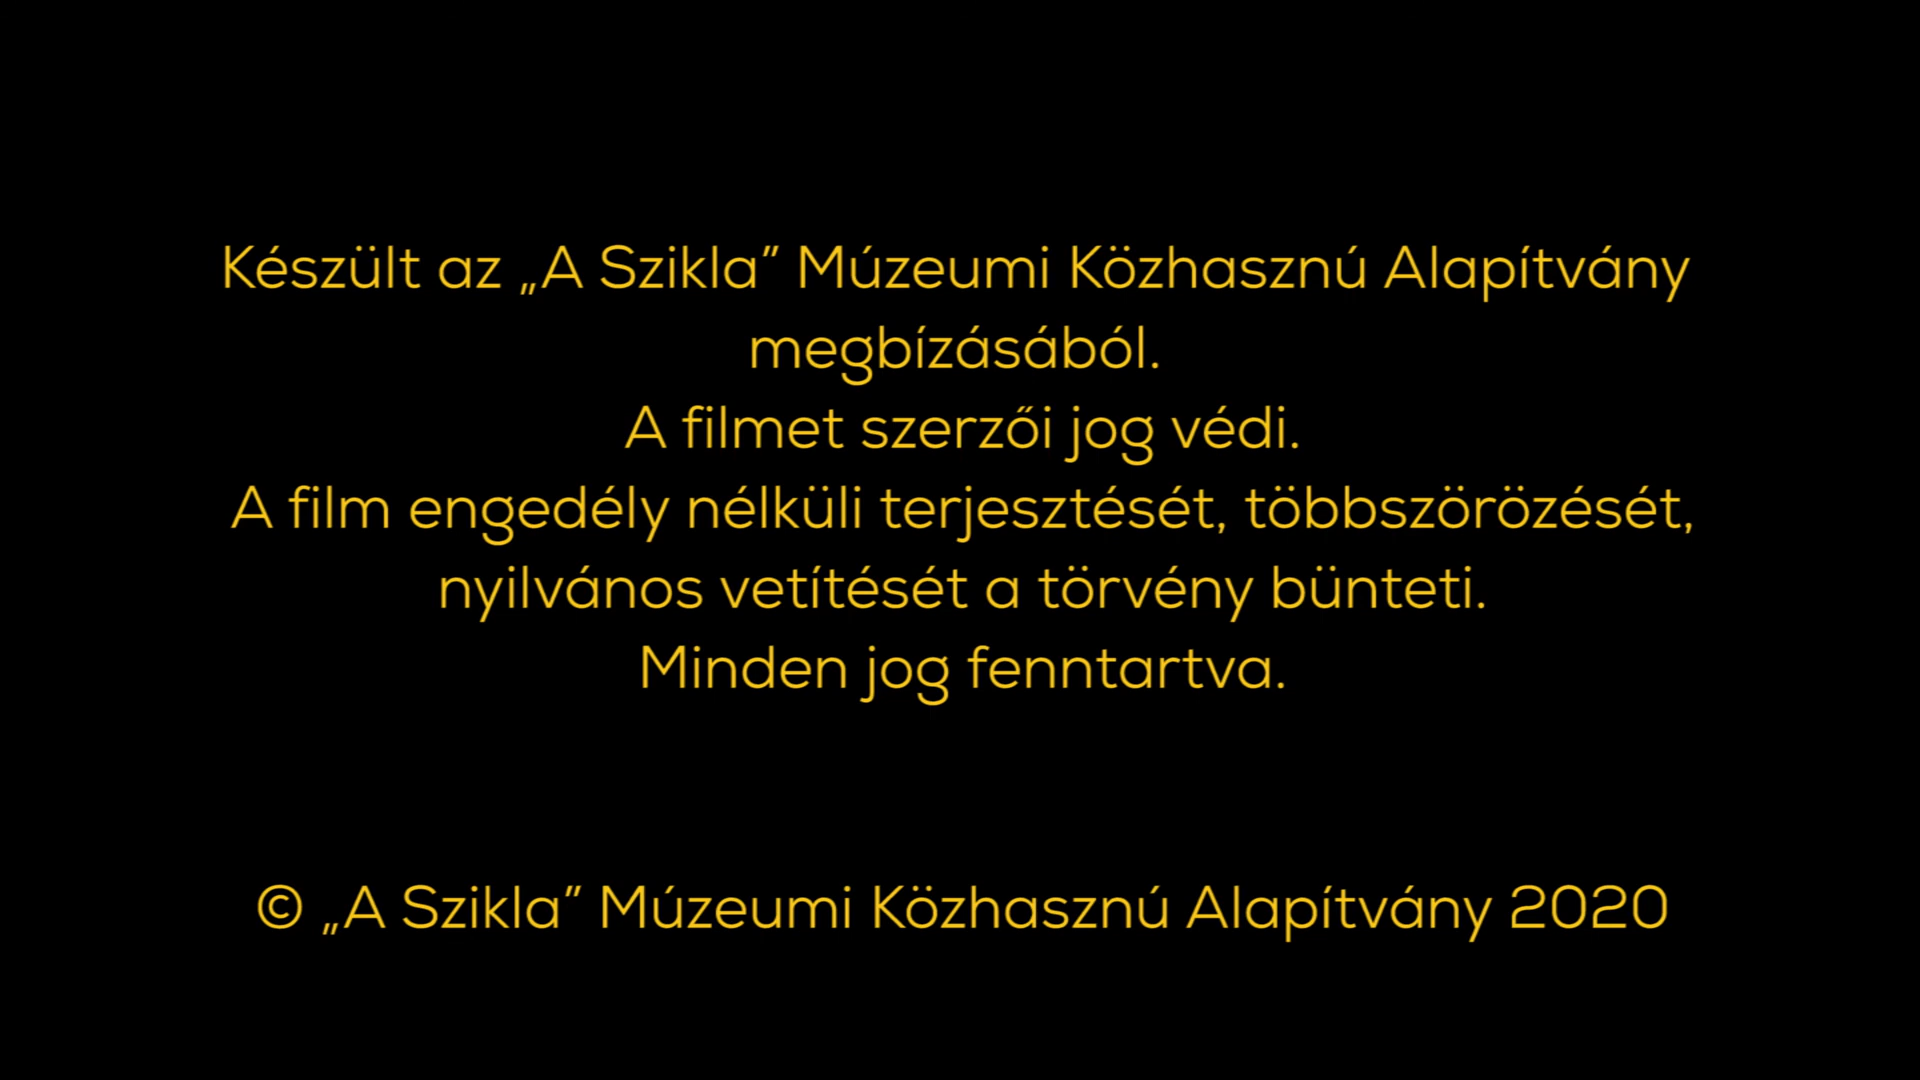 Készült az „A Szikla” Múzeumi Közhasznú Alapítvány
megbízásából.
A filmet szerzői jog védi.
A film engedély nélküli terjesztését, többszörözését,
nyilvános vetítését a törvény bünteti.
Minden jog fenntartva.
© „A Szikla” Múzeumi Közhasznú Alapítvány 2020